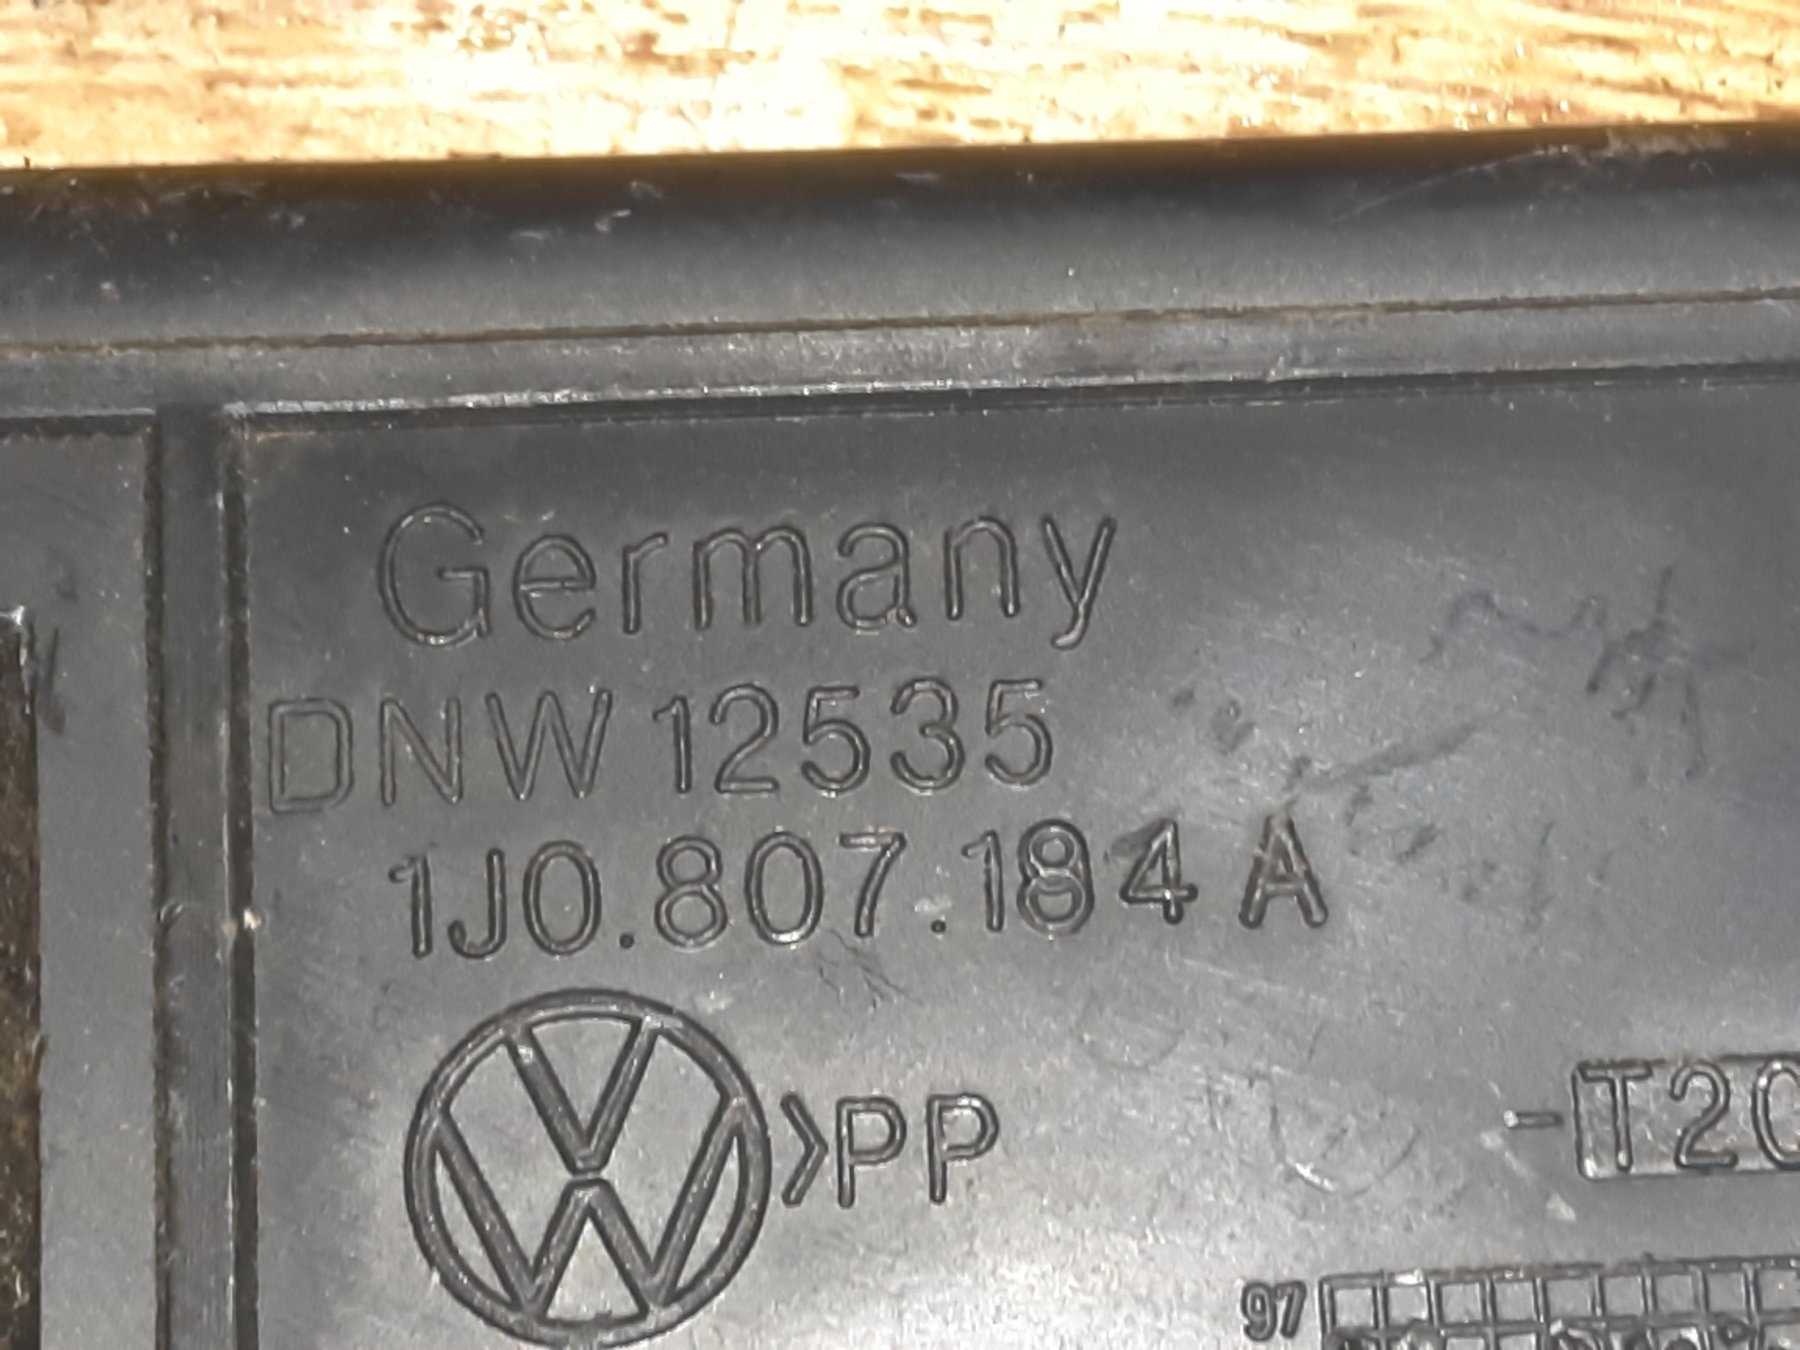 Germany
DNW 12535
1J0.807.184 A
>PP
-T20
97